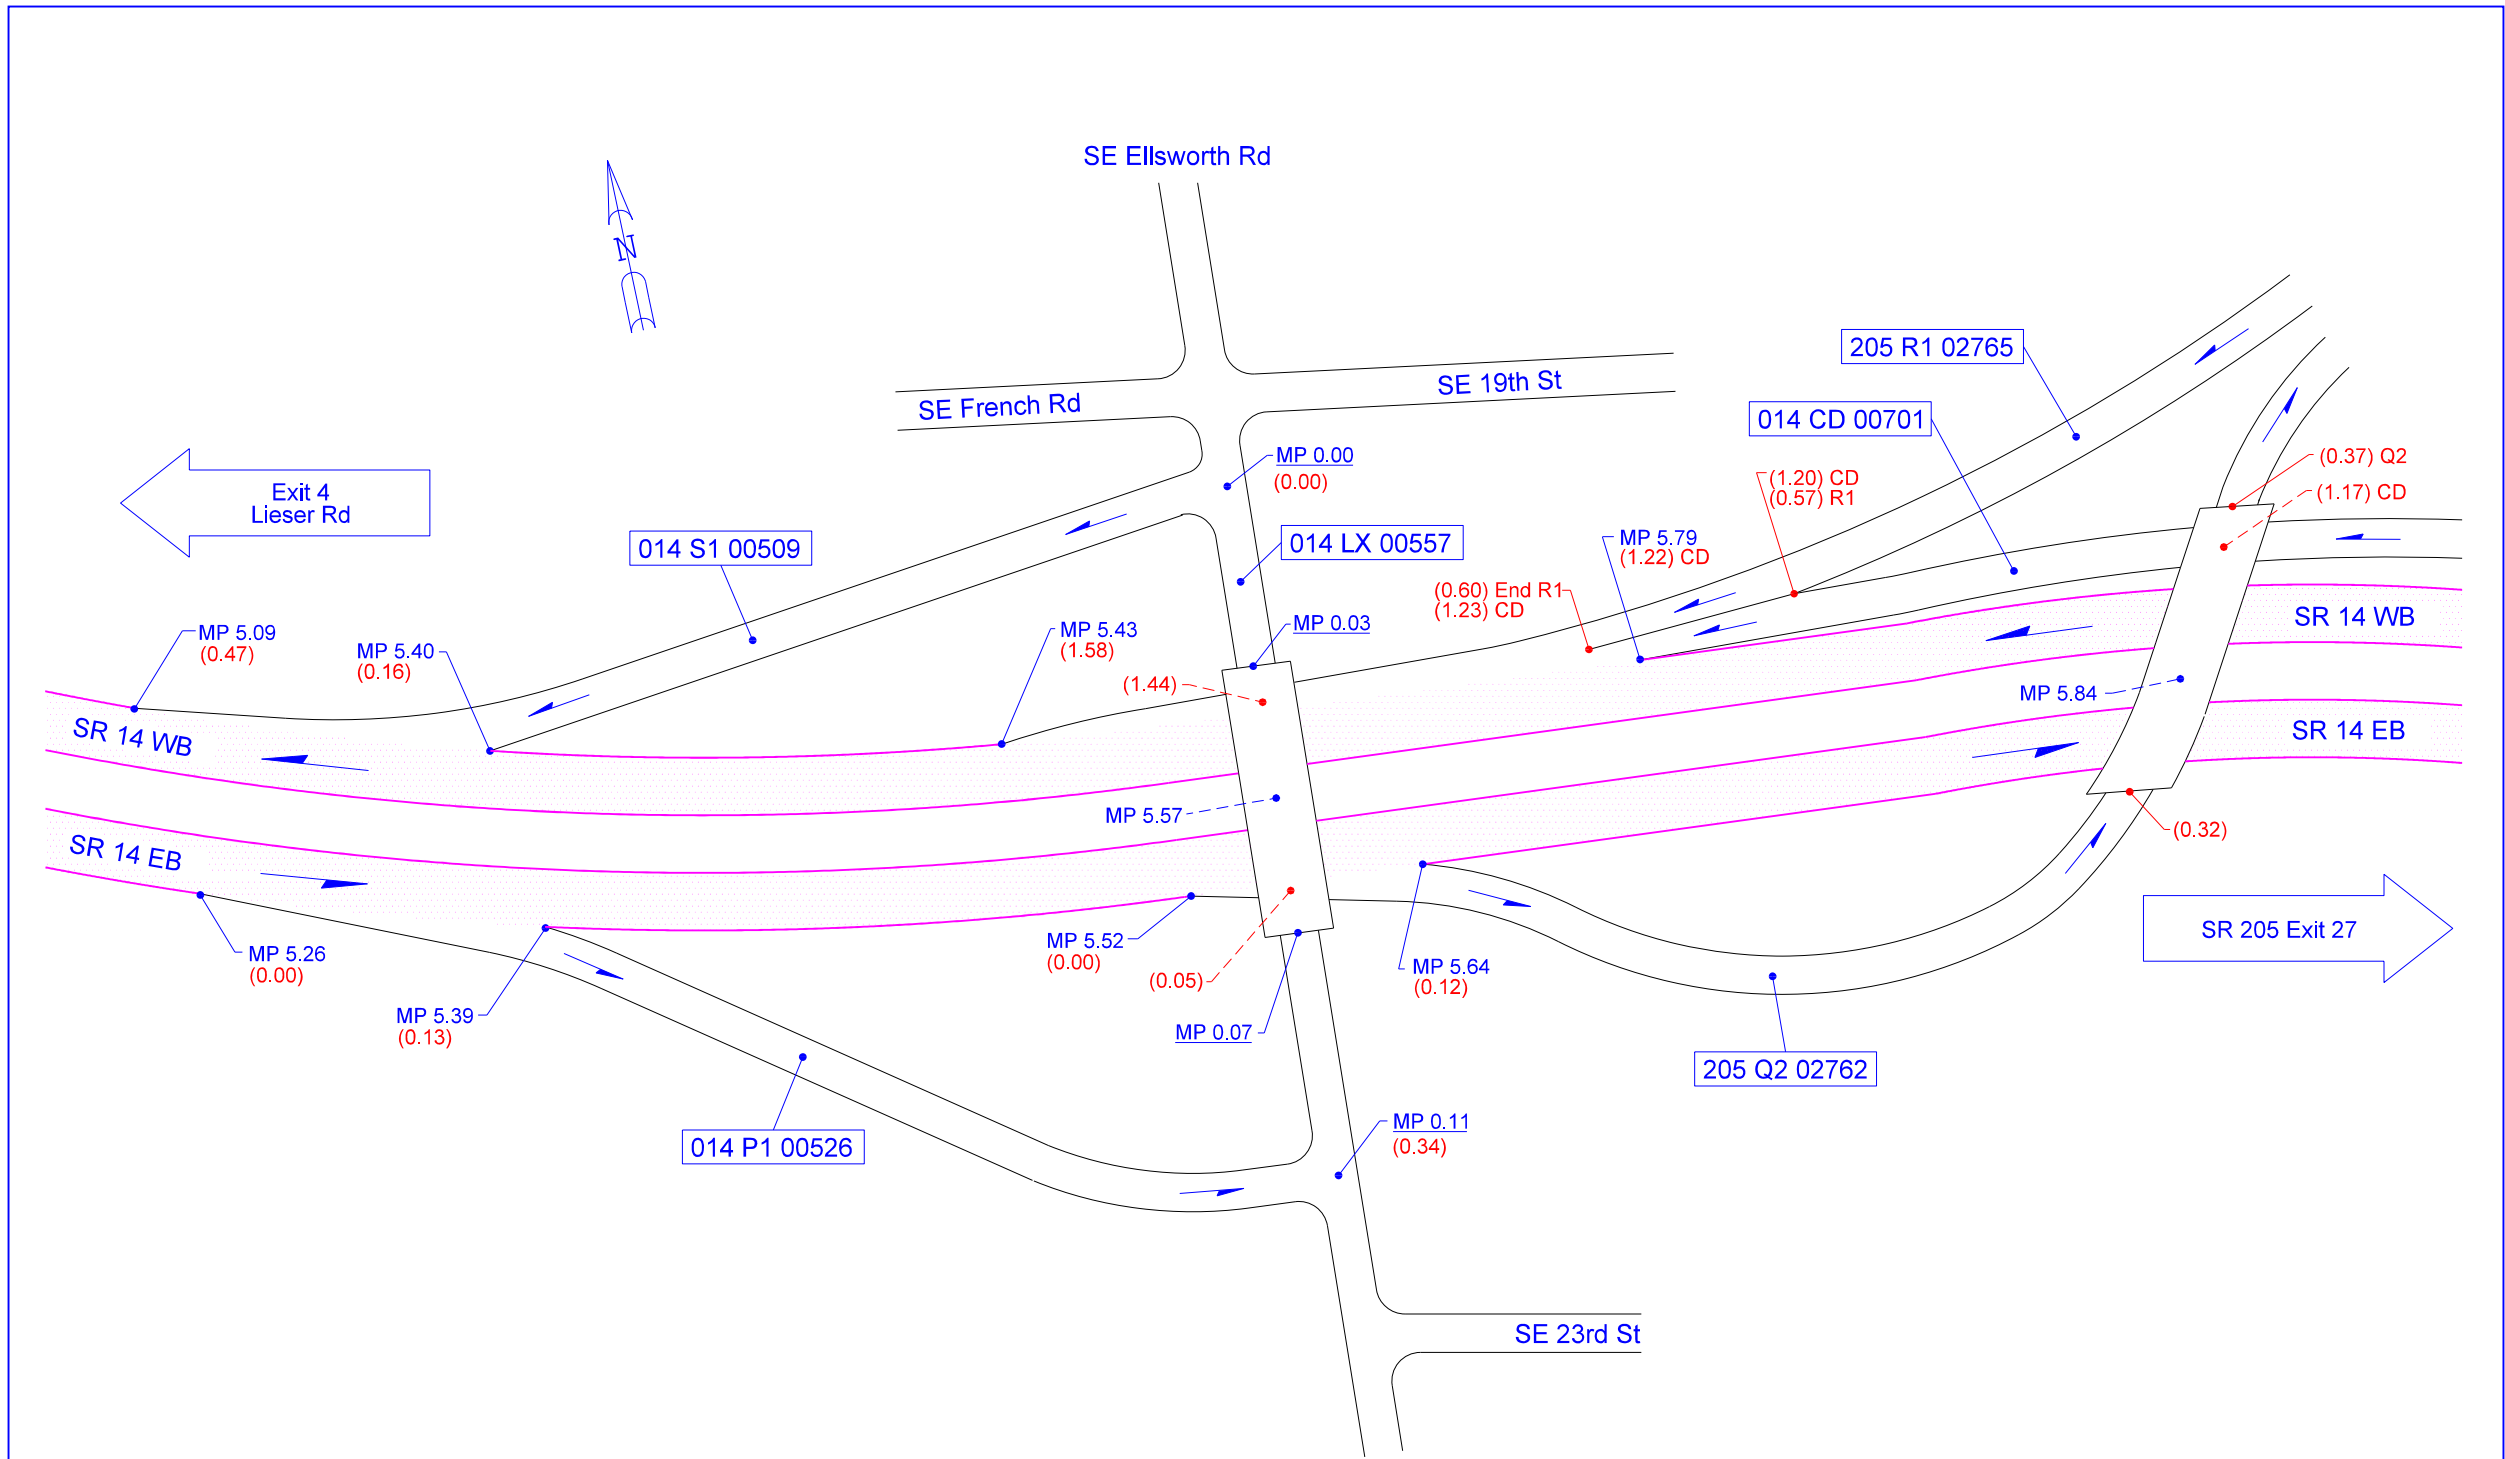 SE Ellsworth Rd
N
SE French Rd
SE 19th St
205 R1 02765
014 CD 00701
Exit 4
Lieser Rd
MP 0.00
(0.00)
(0.37) Q2
(1.17) CD
(1.20) CD
(0.57) R1
014 S1 00509
014 LX 00557
MP 5.79
(1.22) CD
(0.60) End R1
(1.23) CD
MP 5.09
(0.47)
MP 5.40
(0.16)
MP 5.43
(1.58)
MP 0.03
SR 14 WB
SR 14 WB
(1.44)
MP 5.84
SR 14 EB
SR 14 EB
MP 5.57
(0.32)
MP 5.26
(0.00)
MP 5.52
(0.00)
(0.05)
MP 5.64
(0.12)
SR 205 Exit 27
MP 5.39
(0.13)
MP 0.07
205 Q2 02762
014 P1 00526
MP 0.11
(0.34)
SE 23rd St